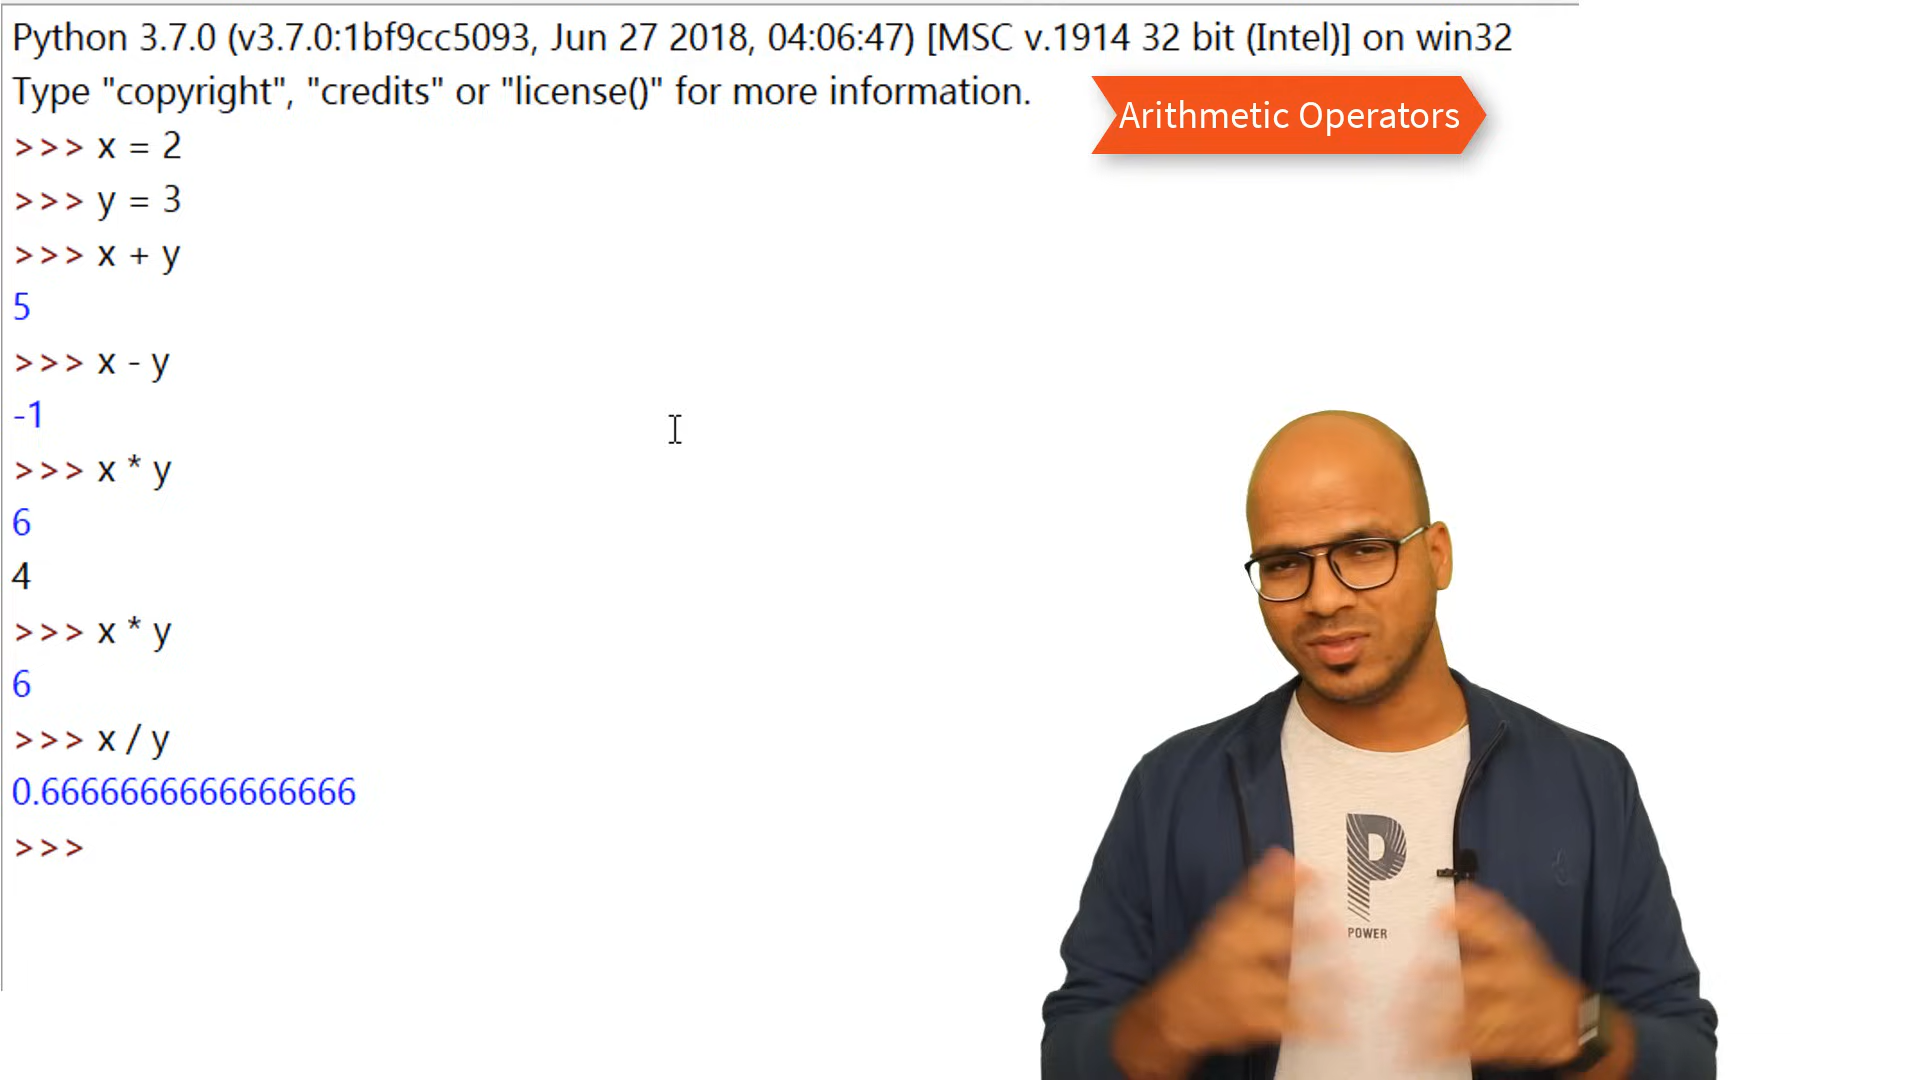 Python 3.7.0 (v3.7.0:1bf9cc5093, Jun 27 2018, 04:06:47) [MSC v.1914 32 bit (Intel)] on win32
Type "copyright", "credits" or "license()" for more information.
Arithmetic Operators
>>> x = 2
>>> y = 3
>>> x + y
5
>>> x - y
-1
>>> x * y
6
4
>>> x * y
6
>>> x / y
0.6666666666666666
>>>
P
POWER